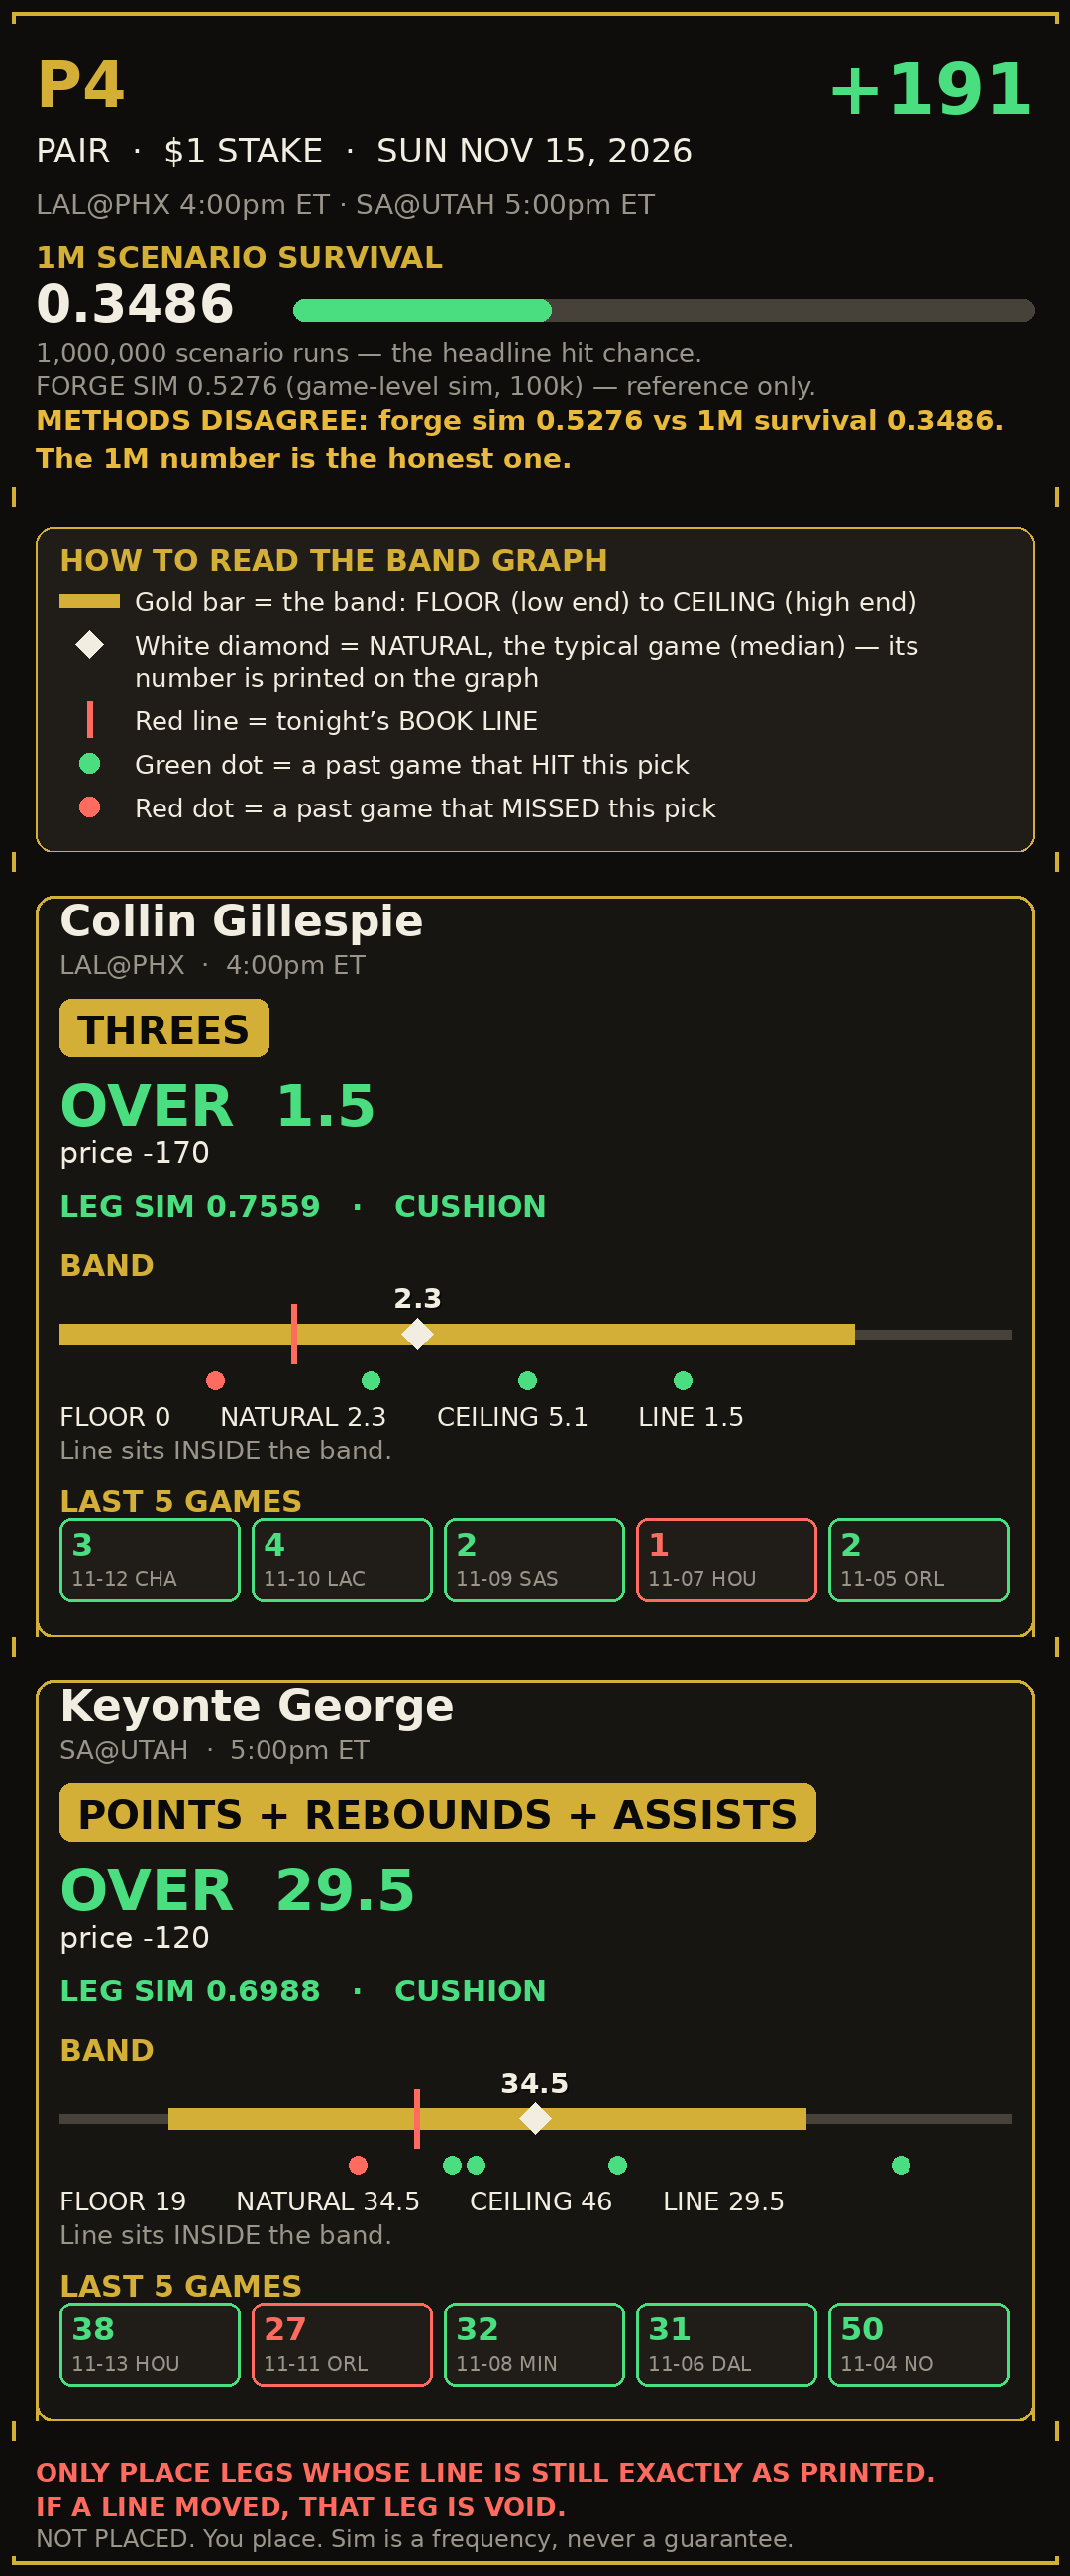 P4
+191
PAIR · $1 STAKE · SUN NOV 15, 2026
LAL@PHX 4:00pm ET · SA@UTAH 5:00pm ET
1M SCENARIO SURVIVAL
0.3486
1,000,000 scenario runs — the headline hit chance.
FORGE SIM 0.5276 (game-level sim, 100k) — reference only.
METHODS DISAGREE: forge sim 0.5276 vs 1M survival 0.3486.
The 1M number is the honest one.
HOW TO READ THE BAND GRAPH
Gold bar = the band: FLOOR (low end) to CEILING (high end)
White diamond = NATURAL, the typical game (median) — its
number is printed on the graph
Red line = tonight’s BOOK LINE
Green dot = a past game that HIT this pick
Red dot = a past game that MISSED this pick
Collin Gillespie
LAL@PHX · 4:00pm ET
THREES
OVER 1.5
price -170
LEG SIM 0.7559 · CUSHION
BAND
2.3
FLOOR 0 NATURAL 2.3 CEILING 5.1 LINE 1.5
Line sits INSIDE the band.
LAST 5 GAMES
3 4 2 1 2
11-12 CHA 11-10 LAC 11-09 SAS 11-07 HOU 11-05 ORL
Keyonte George
SA@UTAH · 5:00pm ET
POINTS + REBOUNDS + ASSISTS
OVER 29.5
price -120
LEG SIM 0.6988 · CUSHION
BAND
34.5
FLOOR 19 NATURAL 34.5 CEILING 46 LINE 29.5
Line sits INSIDE the band.
LAST 5 GAMES
38 27 32 31 50
11-13 HOU 11-11 ORL 11-08 MIN 11-06 DAL 11-04 NO
ONLY PLACE LEGS WHOSE LINE IS STILL EXACTLY AS PRINTED.
IF A LINE MOVED, THAT LEG IS VOID.
NOT PLACED. You place. Sim is a frequency, never a guarantee.